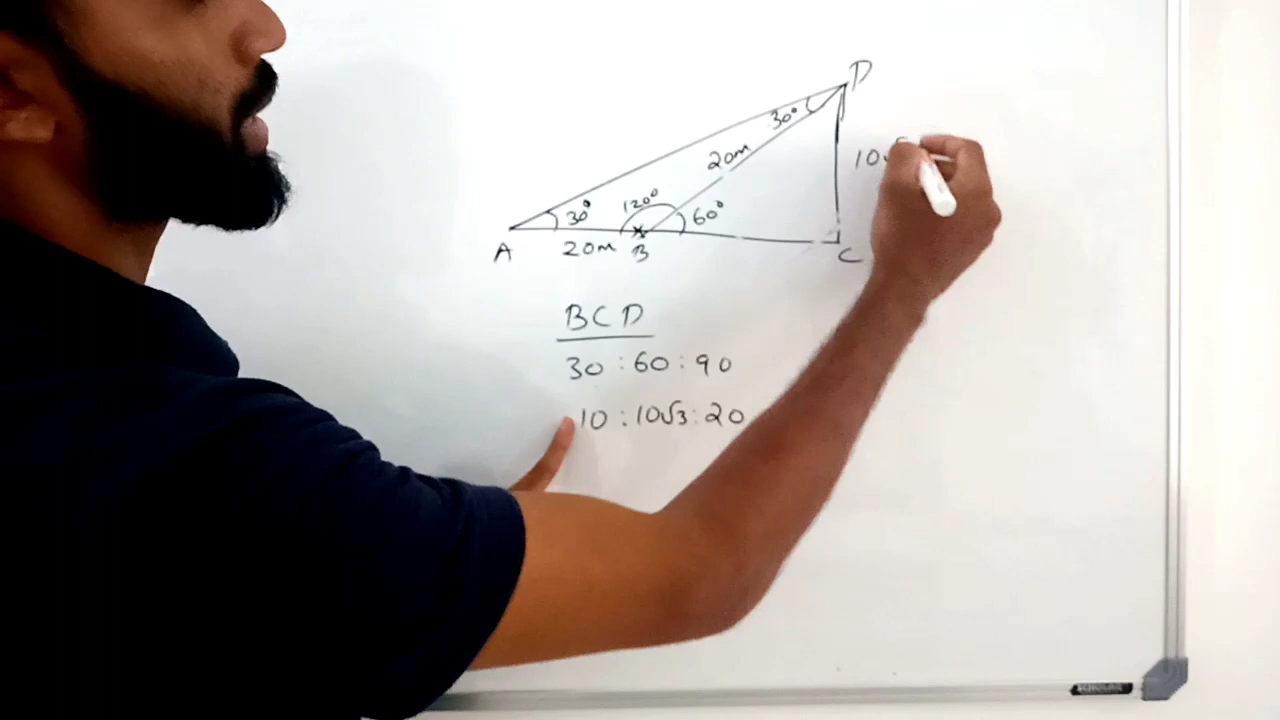 D
30°
20m
10√
120°
30°
60°
A
20m
B
C
BCD
30 : 60 : 90
10 : 10√3 : 20